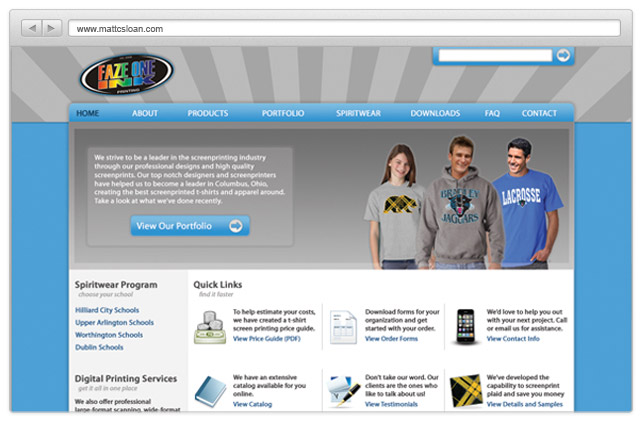 www.mattcsloan.com
FAZE ONE
INK
PRINTING
HOME ABOUT PRODUCTS PORTFOLIO SPIRITWEAR DOWNLOADS FAQ CONTACT
We strive to be a leader in the screenprinting industry
through our professional designs and high quality
screenprints. Our top notch designers and screenprinters
have helped us to become a leader in Columbus, Ohio,
creating the best screenprinted t-shirts and apparel around.
Take a look at what we've done recently.
View Our Portfolio
BRADLEY
JAGUARS
LACROSSE
Spiritwear Program
choose your school
Hilliard City Schools
Upper Arlington Schools
Worthington Schools
Dublin Schools
Digital Printing Services
get it all in one place
We also offer professional
large-format scanning, wide-format
Quick Links
find it faster
To help estimate your costs,
we have created a t-shirt
screen printing price guide.
View Price Guide (PDF)
Download forms for your
organization and get
started with your order.
View Order Forms
We'd love to help you out
with your next project. Call
or email us for assistance.
View Contact Info
We have an extensive
catalog available for you
online.
View Catalog
Don't take our word. Our
clients are the ones who
like to talk about us!
View Testimonials
We've developed the
capability to screenprint
plaid and save you money
View Details and Samples